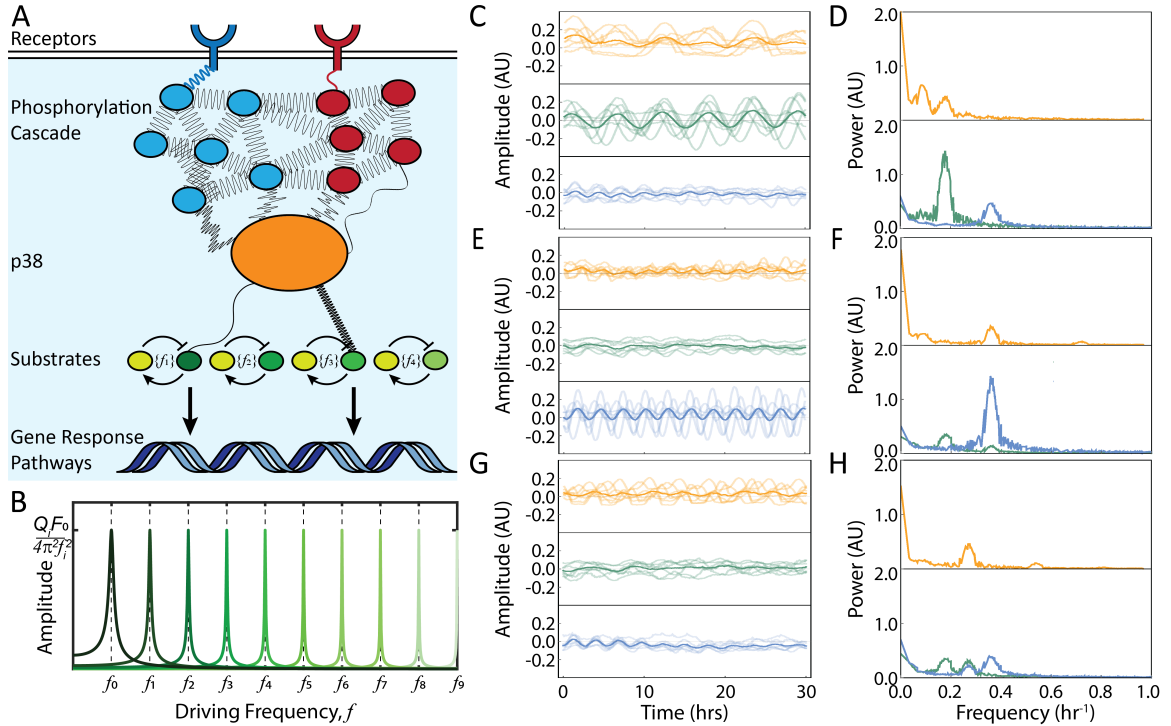 A
Receptors
Phosphorylation
Cascade
p38
Substrates
{f1}
{f2}
{f3}
{f4}
Gene Response
Pathways
B
QiF0
4π²fi²
Amplitude
f0 f1 f2 f3 f4 f5 f6 f7 f8 f9
Driving Frequency, f
C
Amplitude (AU)
0.2
0.0
-0.2
0.2
0.0
-0.2
0.2
0.0
-0.2
D
Power (AU)
2.0
1.0
2.0
1.0
0.0
E
Amplitude (AU)
0.2
0.0
-0.2
0.2
0.0
-0.2
0.2
0.0
-0.2
F
Power (AU)
2.0
1.0
2.0
1.0
0.0
G
Amplitude (AU)
0.2
0.0
-0.2
0.2
0.0
-0.2
0.2
0.0
-0.2
0 10 20 30
Time (hrs)
H
Power (AU)
2.0
1.0
2.0
1.0
0.0
0.0 0.2 0.4 0.6 0.8 1.0
Frequency (hr⁻¹)